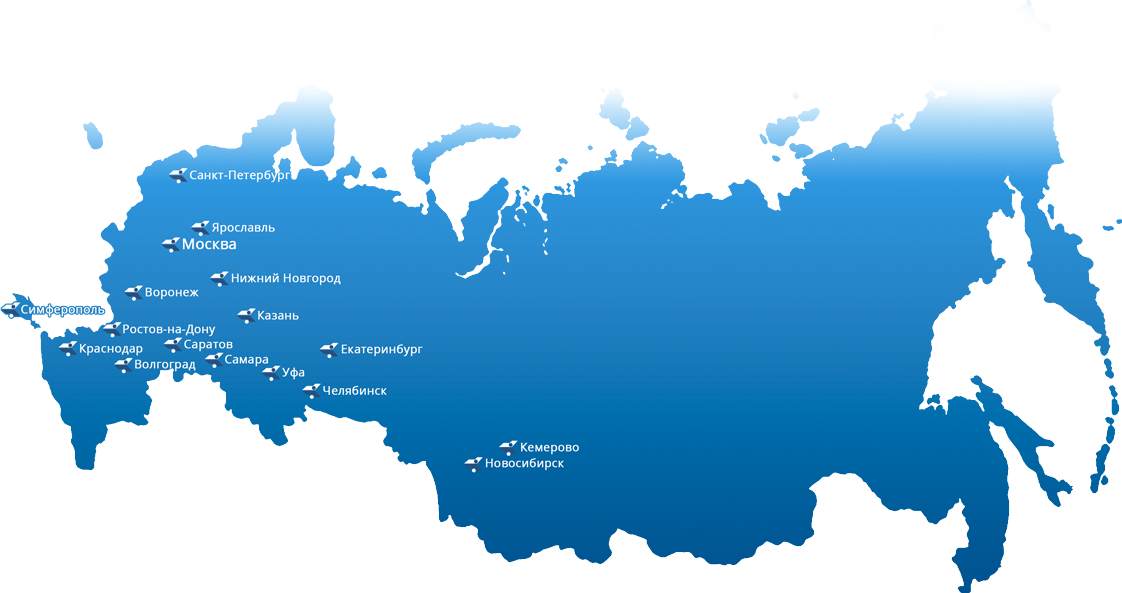 Санкт-Петербург
Ярославль
Москва
Нижний Новгород
Воронеж
Симферополь
Казань
Ростов-на-Дону
Саратов
Краснодар
Екатеринбург
Самара
Волгоград
Уфа
Челябинск
Кемерово
Новосибирск